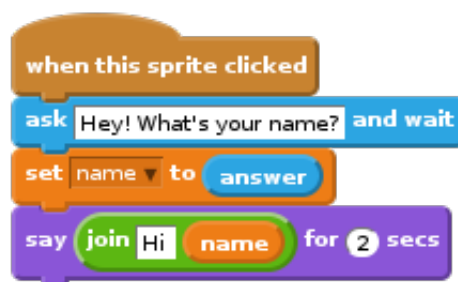 when this sprite clicked
ask Hey! What's your name? and wait
set name to answer
say join Hi name for 2 secs